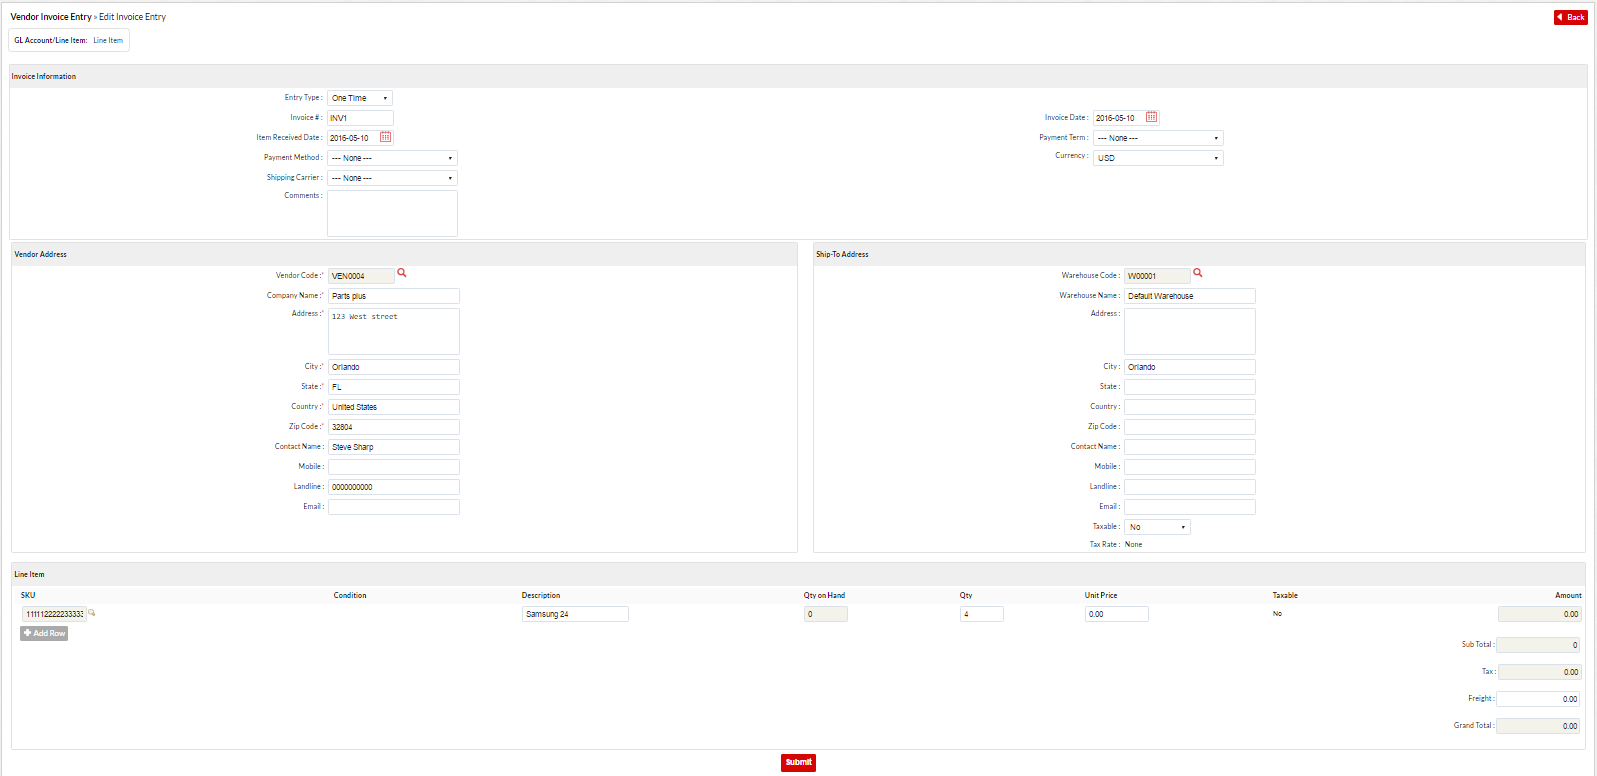 Vendor Invoice Entry » Edit Invoice Entry
Back
GL Account/Line Item: Line Item
Invoice Information
Entry Type : One Time
Invoice # : INV1
Invoice Date : 2016-05-10
Item Received Date : 2016-05-10
Payment Term : --- None ---
Payment Method : --- None ---
Currency : USD
Shipping Carrier : --- None ---
Comments :
Vendor Address
Vendor Code :* VEN0004
Company Name :* Parts plus
Address :* 123 West street
City :* Orlando
State :* FL
Country :* United States
Zip Code :* 32804
Contact Name : Steve Sharp
Mobile :
Landline : 0000000000
Email :
Ship-To Address
Warehouse Code : W00001
Warehouse Name : Default Warehouse
Address :
City : Orlando
State :
Country :
Zip Code :
Contact Name :
Mobile :
Landline :
Email :
Taxable : No
Tax Rate : None
Line Item
SKU Condition Description Qty on Hand Qty Unit Price Taxable Amount
111112222233333 Samsung 24 0 4 0.00 No 0.00
Add Row
Sub Total : 0
Tax : 0.00
Freight : 0.00
Grand Total : 0.00
Submit